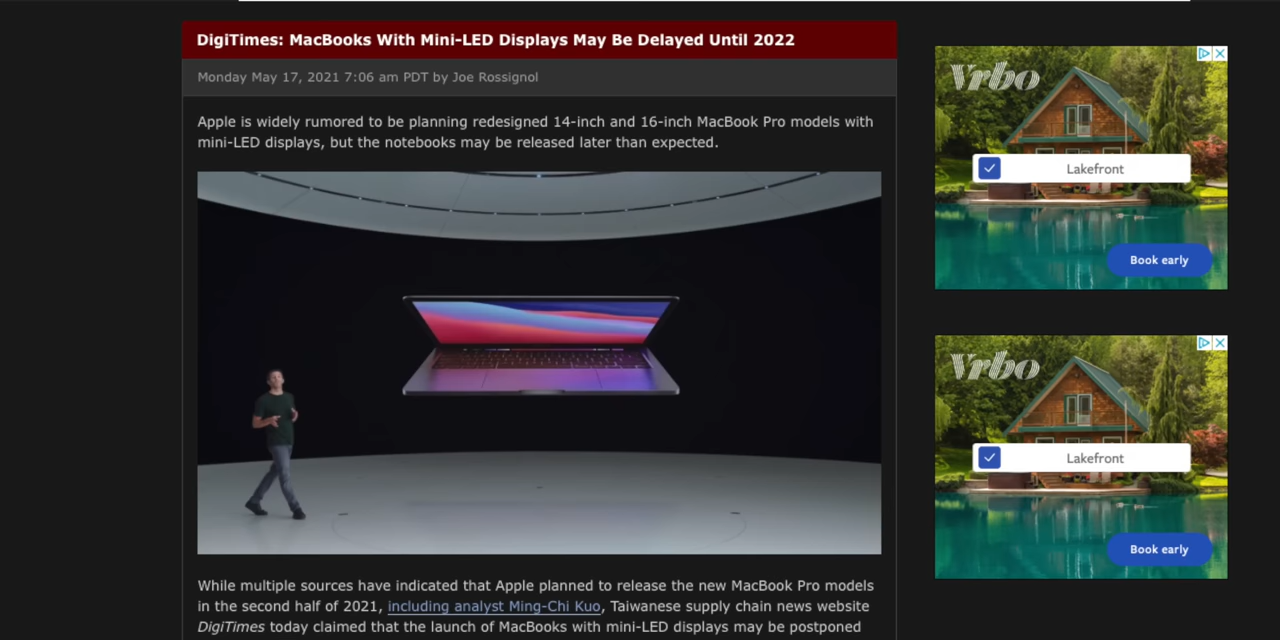 DigiTimes: MacBooks With Mini-LED Displays May Be Delayed Until 2022
Monday May 17, 2021 7:06 am PDT by Joe Rossignol
Apple is widely rumored to be planning redesigned 14-inch and 16-inch MacBook Pro models with
mini-LED displays, but the notebooks may be released later than expected.
While multiple sources have indicated that Apple planned to release the new MacBook Pro models
in the second half of 2021, including analyst Ming-Chi Kuo, Taiwanese supply chain news website
DigiTimes today claimed that the launch of MacBooks with mini-LED displays may be postponed
Vrbo
Lakefront
Book early
Vrbo
Lakefront
Book early